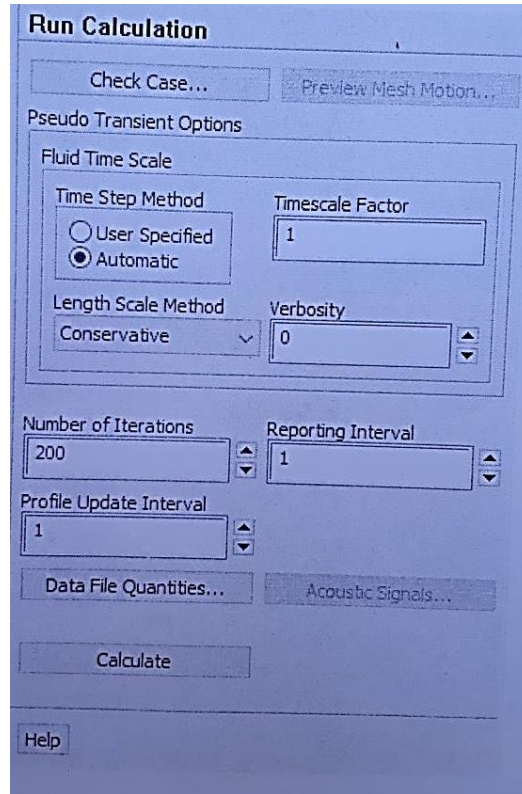 Run Calculation
Check Case... Preview Mesh Motion...
Pseudo Transient Options
Fluid Time Scale
Time Step Method Timescale Factor
User Specified 1
Automatic
Length Scale Method Verbosity
Conservative 0
Number of Iterations Reporting Interval
200 1
Profile Update Interval
1
Data File Quantities... Acoustic Signals...
Calculate
Help